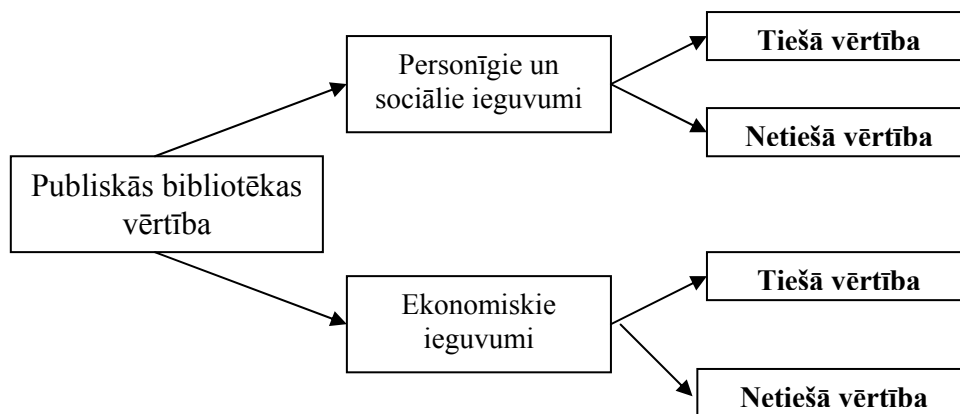 Publiskās bibliotēkas
vērtība
Personīgie un
sociālie ieguvumi
Tiešā vērtība
Netiešā vērtība
Ekonomiskie
ieguvumi
Tiešā vērtība
Netiešā vērtība